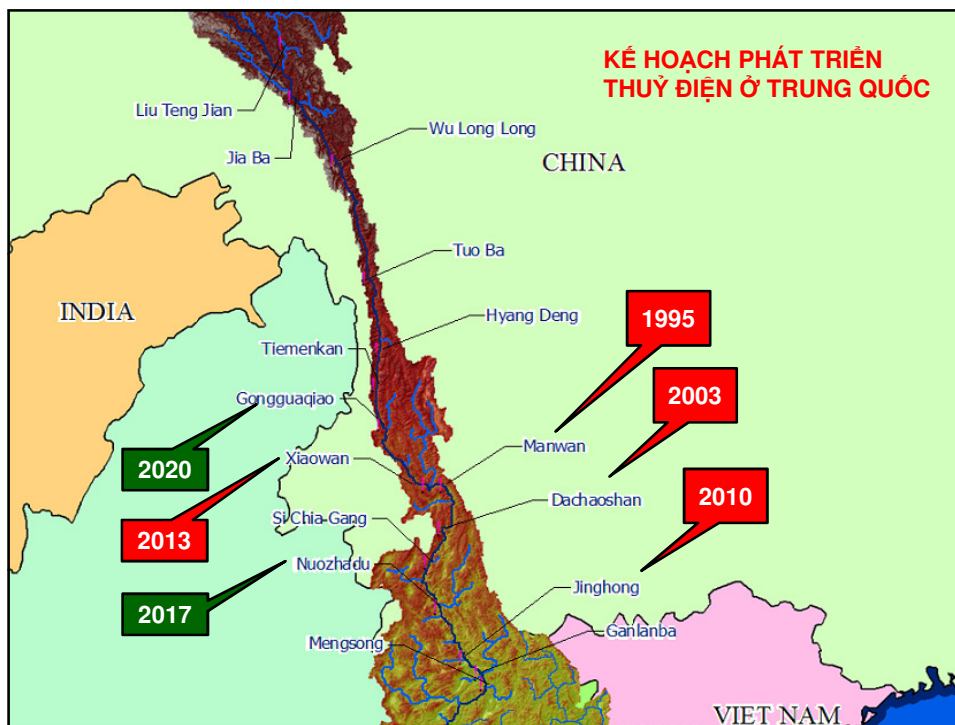 KẾ HOẠCH PHÁT TRIỂN
THUỶ ĐIỆN Ở TRUNG QUỐC
Liu Teng Jian
Wu Long Long
Jia Ba
CHINA
Tuo Ba
INDIA
Hyang Deng
1995
Tiemenkan
2003
Gongguaqiao
Manwan
2020
Xiaowan
Dachaoshan
2010
Si Chia Gang
2013
Nuozhadu
Jinghong
2017
Ganlanba
Mengsong
VIET NAM